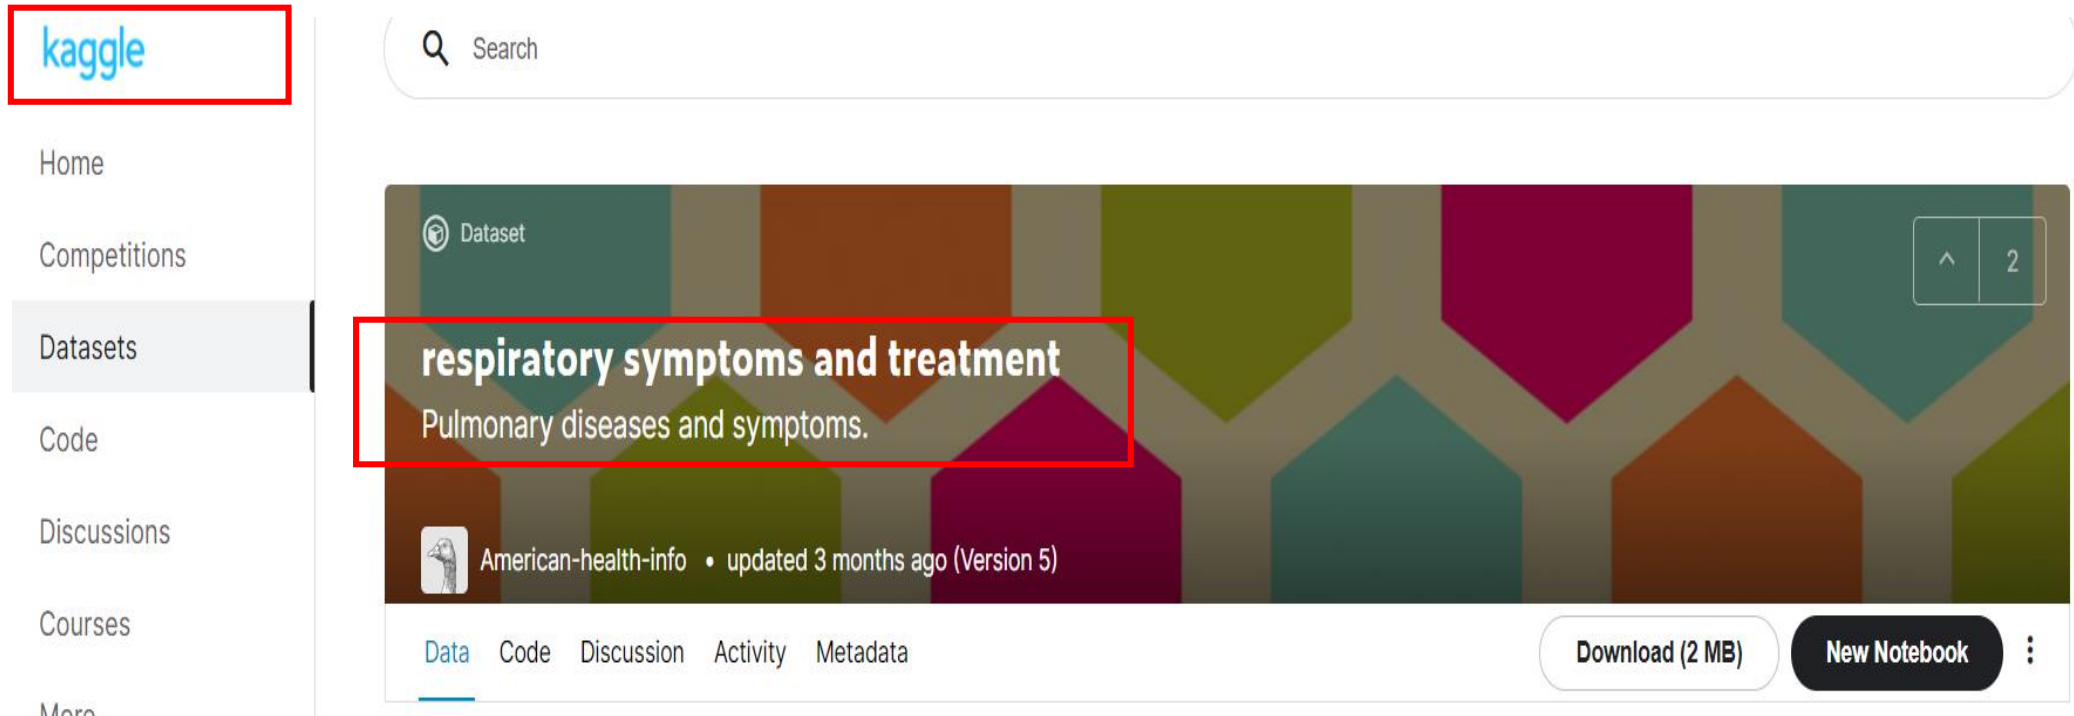 kaggle
Search
Home
Competitions
Datasets
Code
Discussions
Courses
More
Dataset
2
respiratory symptoms and treatment
Pulmonary diseases and symptoms.
American-health-info • updated 3 months ago (Version 5)
Data Code Discussion Activity Metadata Download (2 MB) New Notebook